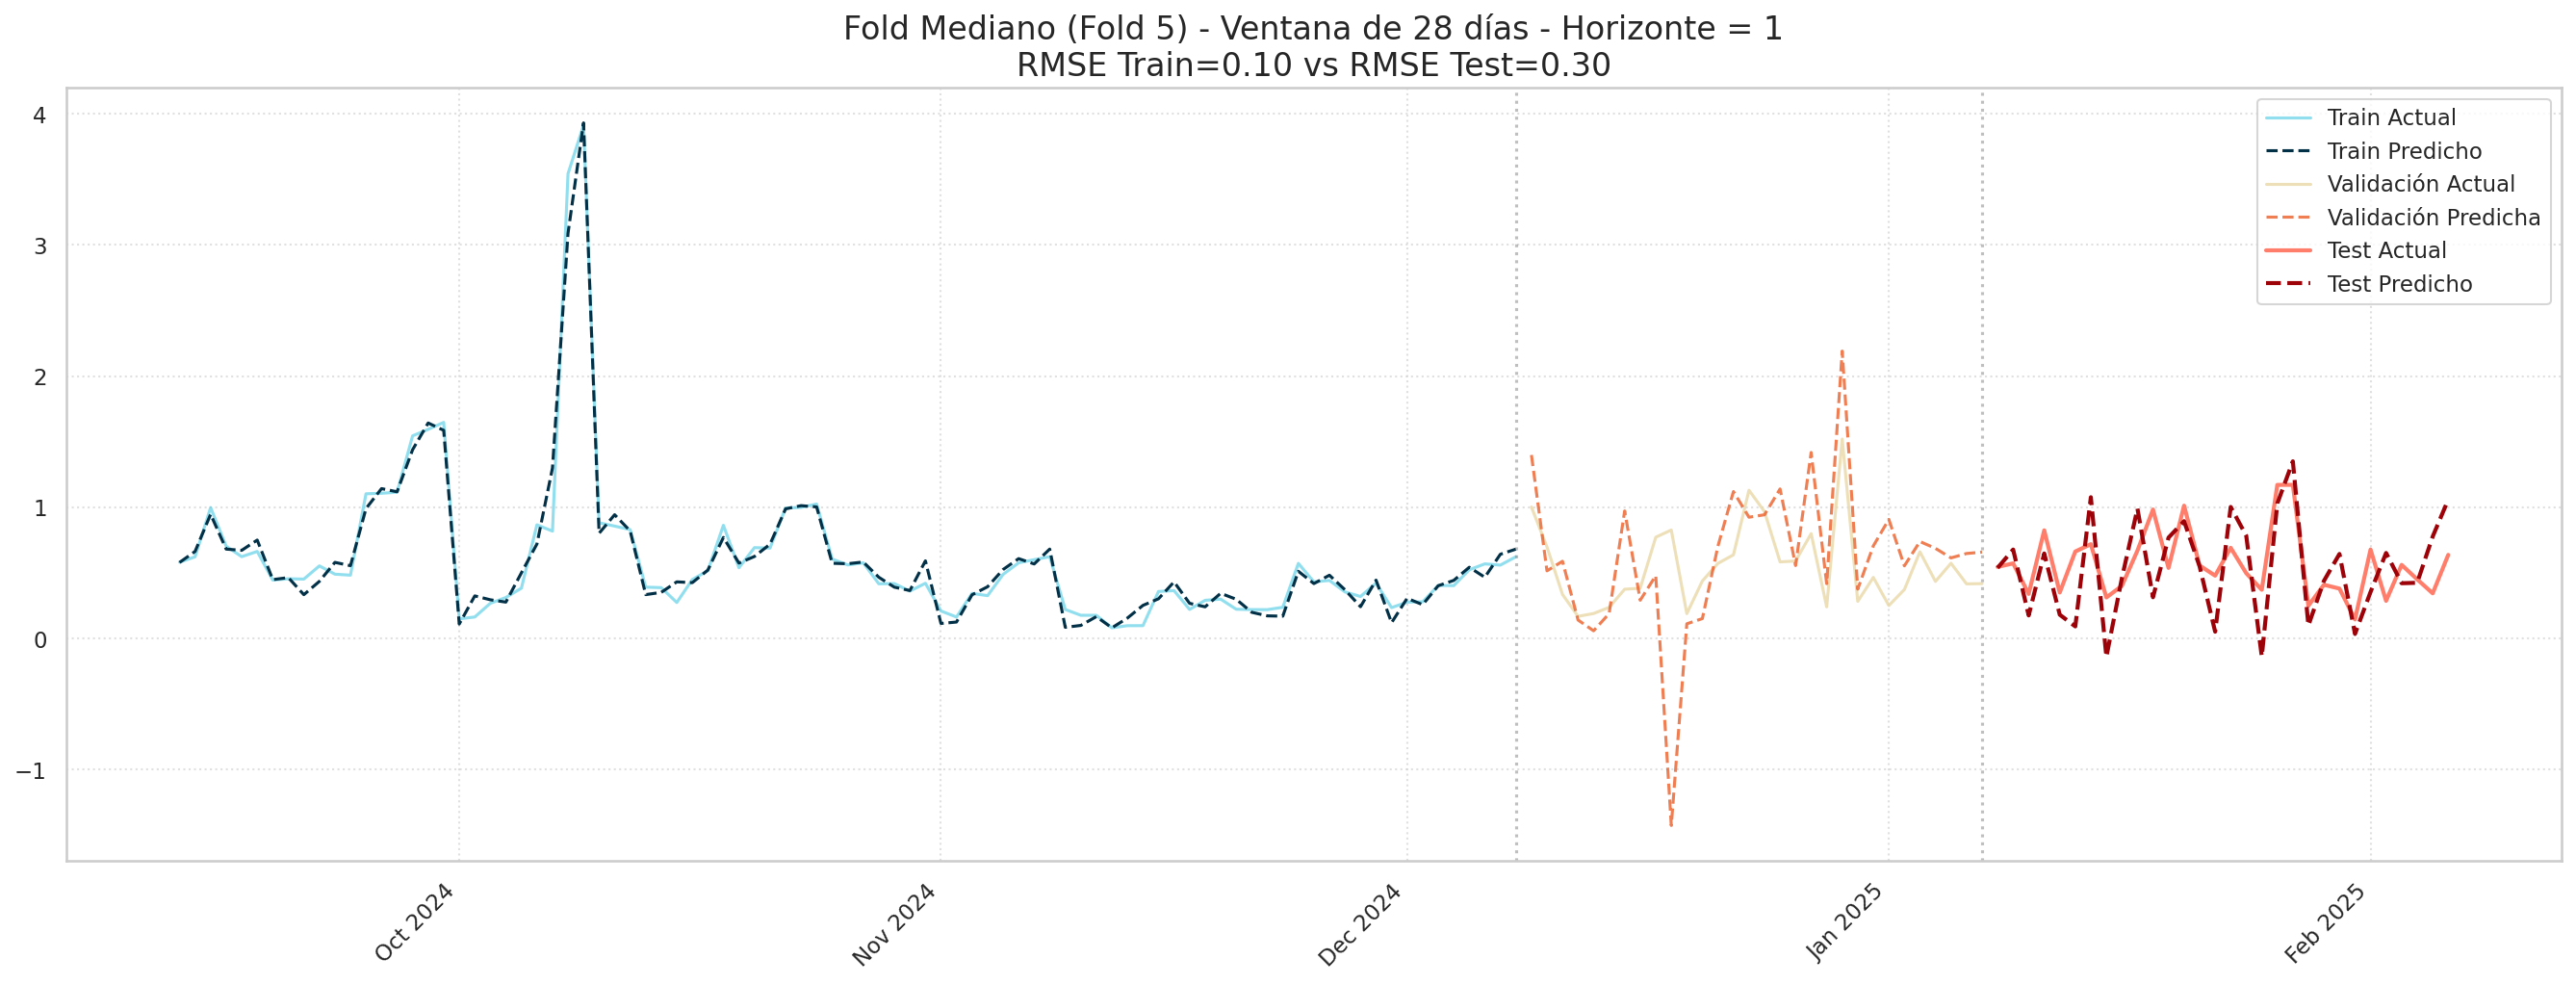 Fold Mediano (Fold 5) - Ventana de 28 días - Horizonte = 1
RMSE Train=0.10 vs RMSE Test=0.30
4
3
2
1
0
−1
Train Actual
Train Predicho
Validación Actual
Validación Predicha
Test Actual
Test Predicho
Oct 2024
Nov 2024
Dec 2024
Jan 2025
Feb 2025